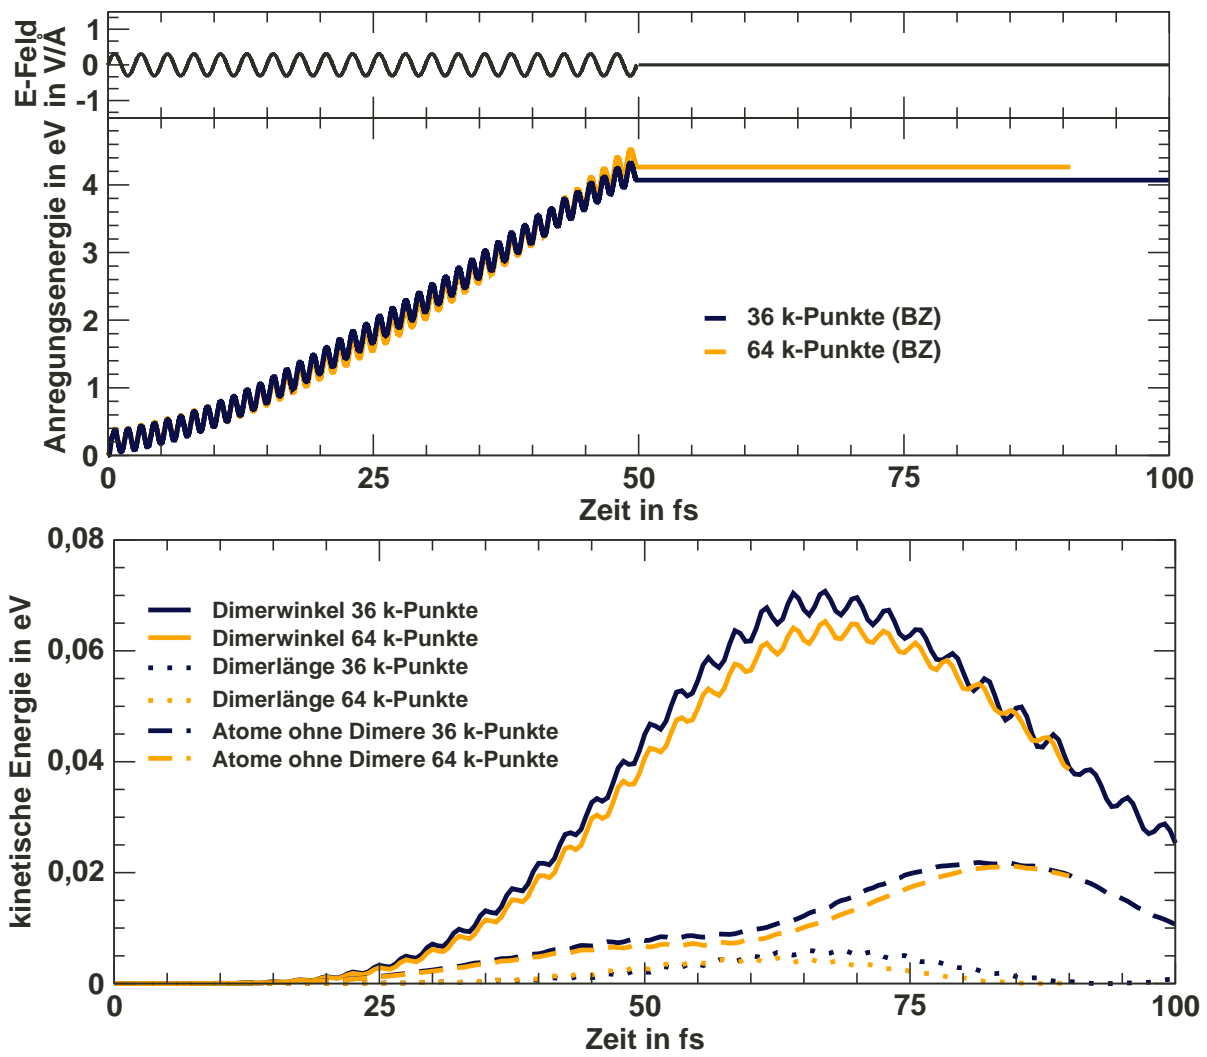 E-Feld
in V/Å
1
0
-1
Anregungsenergie in eV
4
3
2
1
0
36 k-Punkte (BZ)
64 k-Punkte (BZ)
0 25 50 75 100
Zeit in fs
kinetische Energie in eV
0,08
0,06
0,04
0,02
0
Dimerwinkel 36 k-Punkte
Dimerwinkel 64 k-Punkte
Dimerlänge 36 k-Punkte
Dimerlänge 64 k-Punkte
Atome ohne Dimere 36 k-Punkte
Atome ohne Dimere 64 k-Punkte
0 25 50 75 100
Zeit in fs